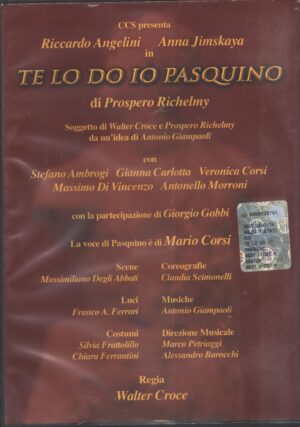 CCS presenta
Riccardo Angelini Anna Jimskaya
in
TE LO DO IO PASQUINO
di Prospero Richelmy
Soggetto di Walter Croce e Prospero Richelmy
da un'idea di Antonio Giampaoli
con
Stefano Ambrogi Gianna Carlotta Veronica Corsi
Massimo Di Vincenzo Antonello Morroni
con la partecipazione di Giorgio Gobbi
La voce di Pasquino è di Mario Corsi
Scene
Massimiliano Degli Abbati
Coreografie
Claudia Scimonelli
Luci
Franco A. Ferrari
Musiche
Antonio Giampaoli
Costumi
Silvia Frattolillo
Chiara Ferrantini
Direzione Musicale
Marco Petriaggi
Alessandro Barocchi
Regia
Walter Croce